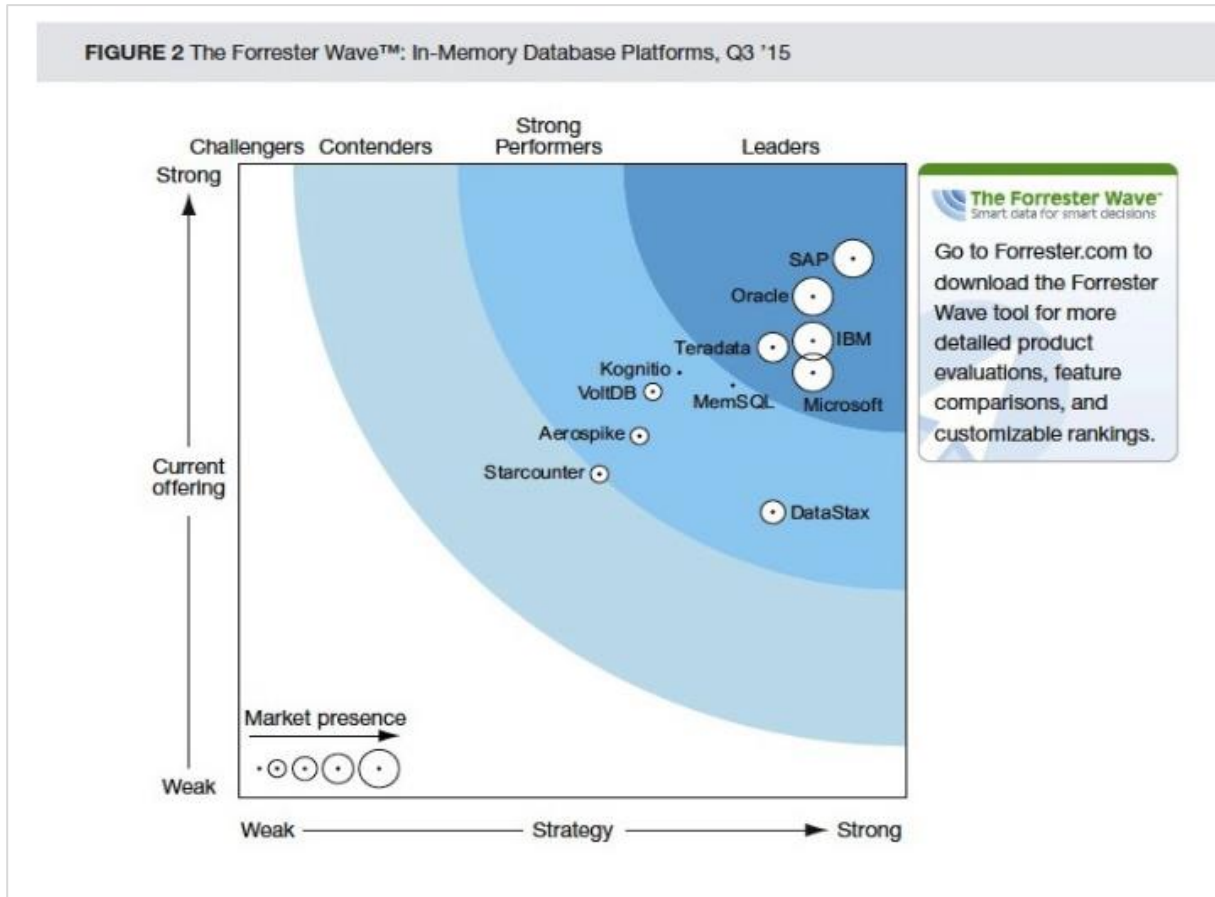 FIGURE 2 The Forrester Wave™: In-Memory Database Platforms, Q3 ’15
Challengers
Contenders
Strong
Performers
Leaders
Strong
Current
offering
Weak
SAP
Oracle
IBM
Teradata
Kognitio
VoltDB
MemSQL
Microsoft
Aerospike
Starcounter
DataStax
Market presence
Weak
Strategy
Strong
The Forrester Wave™
Smart data for smart decisions
Go to Forrester.com to
download the Forrester
Wave tool for more
detailed product
evaluations, feature
comparisons, and
customizable rankings.